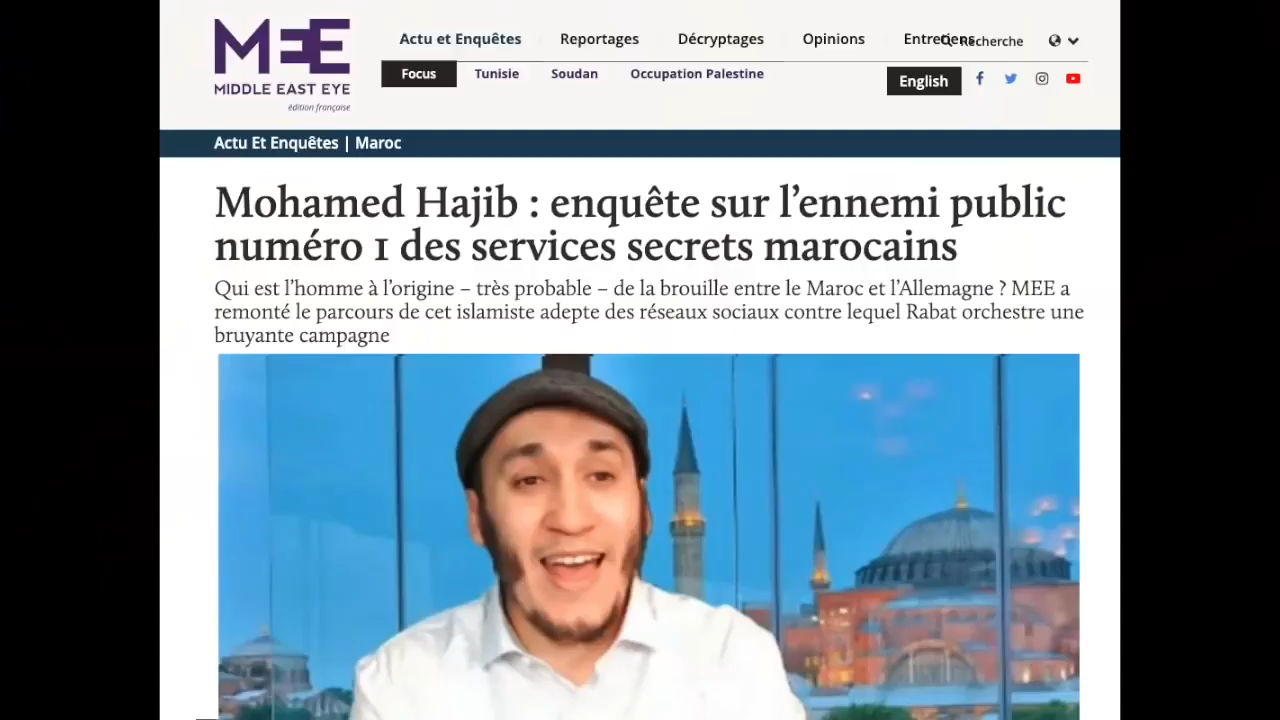 MEE
MIDDLE EAST EYE
édition française
Actu et Enquêtes Reportages Décryptages Opinions Entretiens Recherche
Focus Tunisie Soudan Occupation Palestine
English
Actu Et Enquêtes | Maroc
Mohamed Hajib : enquête sur l’ennemi public
numéro 1 des services secrets marocains
Qui est l’homme à l’origine – très probable – de la brouille entre le Maroc et l’Allemagne ? MEE a
remonté le parcours de cet islamiste adepte des réseaux sociaux contre lequel Rabat orchestre une
bruyante campagne